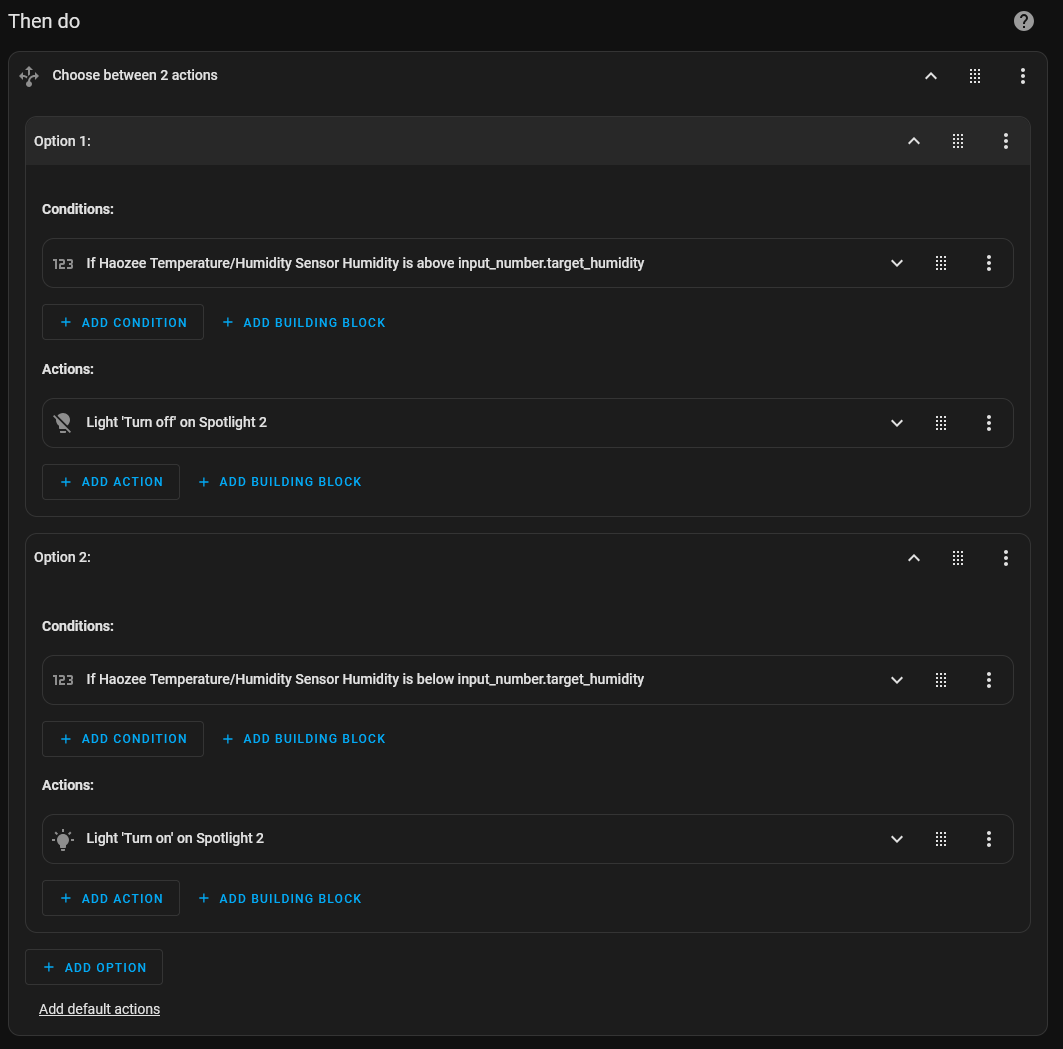 Then do
Choose between 2 actions
Option 1:
Conditions:
123 If Haozee Temperature/Humidity Sensor Humidity is above input_number.target_humidity
+ ADD CONDITION + ADD BUILDING BLOCK
Actions:
Light 'Turn off' on Spotlight 2
+ ADD ACTION + ADD BUILDING BLOCK
Option 2:
Conditions:
123 If Haozee Temperature/Humidity Sensor Humidity is below input_number.target_humidity
+ ADD CONDITION + ADD BUILDING BLOCK
Actions:
Light 'Turn on' on Spotlight 2
+ ADD ACTION + ADD BUILDING BLOCK
+ ADD OPTION
Add default actions